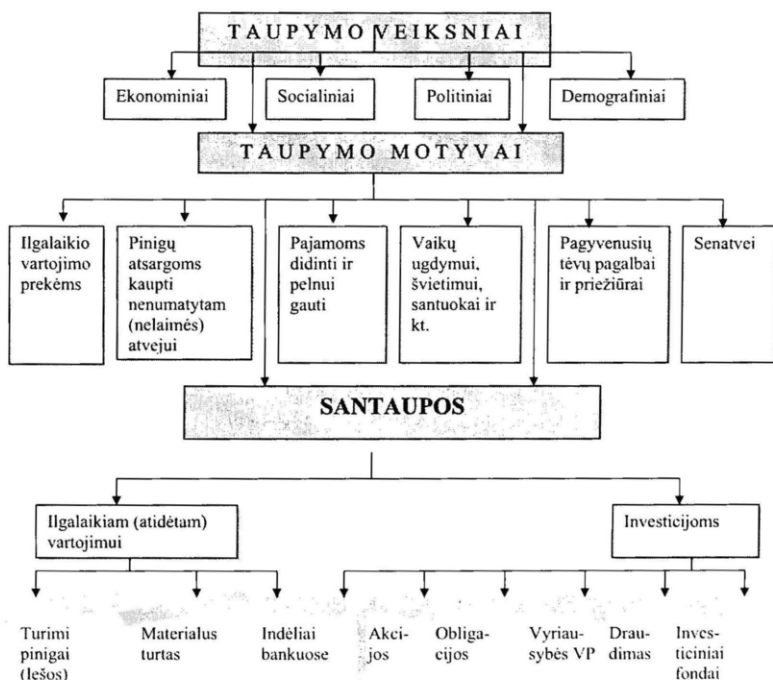 TAUPYMO VEIKSNIAI
Ekonominiai
Socialiniai
Politiniai
Demografiniai
TAUPYMO MOTYVAI
Ilgalaikio
vartojimo
prekėms
Pinigų
atsargoms
kaupti
nenumatytam
(nelaimės)
atvejui
Pajamoms
didinti ir
pelnui
gauti
Vaikų
ugdymui,
švietimui,
santuokai ir
kt.
Pagyvenusių
tėvų pagalbai
ir priežiūrai
Senatvei
SANTAUPOS
Ilgalaikiam (atidėtam)
vartojimui
Investicijoms
Turimi
pinigai
(lėšos)
Materialus
turtas
Indėliai
bankuose
Akci-
jos
Obliga-
cijos
Vyriau-
sybės VP
Drau-
dimas
Inves-
ticiniai
fondai